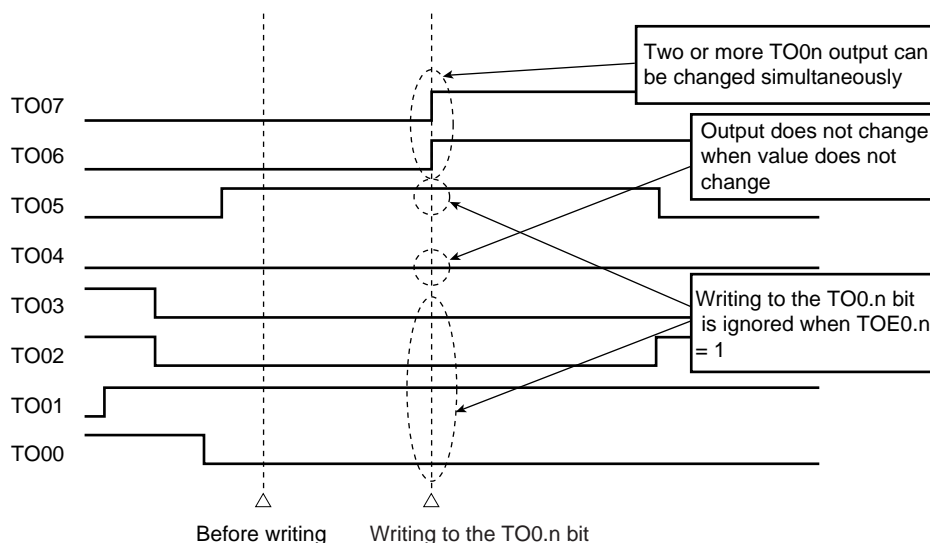 Two or more TO0n output can
be changed simultaneously
TO07
Output does not change
when value does not
change
TO06
TO05
TO04
Writing to the TO0.n bit
is ignored when TOE0.n
= 1
TO03
TO02
TO01
TO00
Before writing
Writing to the TO0.n bit